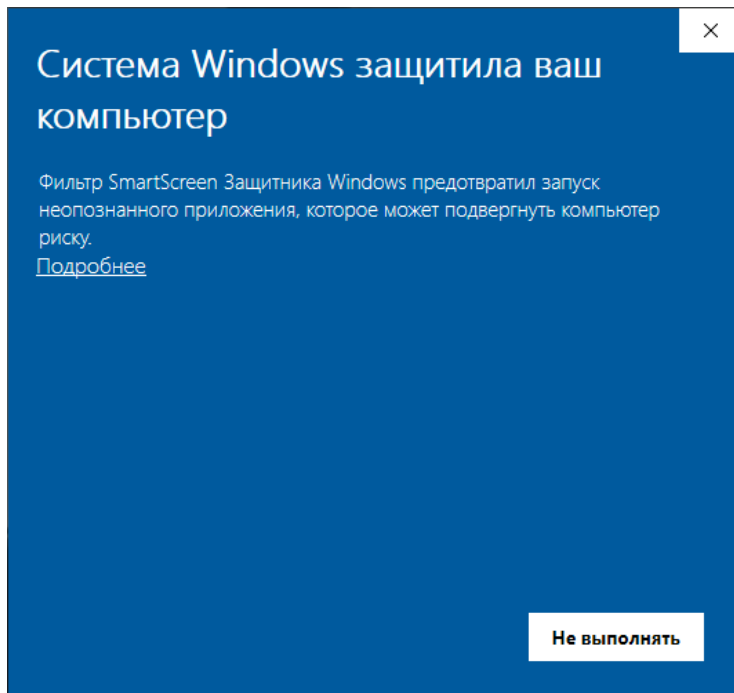 Система Windows защитила ваш
компьютер
Фильтр SmartScreen Защитника Windows предотвратил запуск
неопознанного приложения, которое может подвергнуть компьютер
риску.
Подробнее
Не выполнять